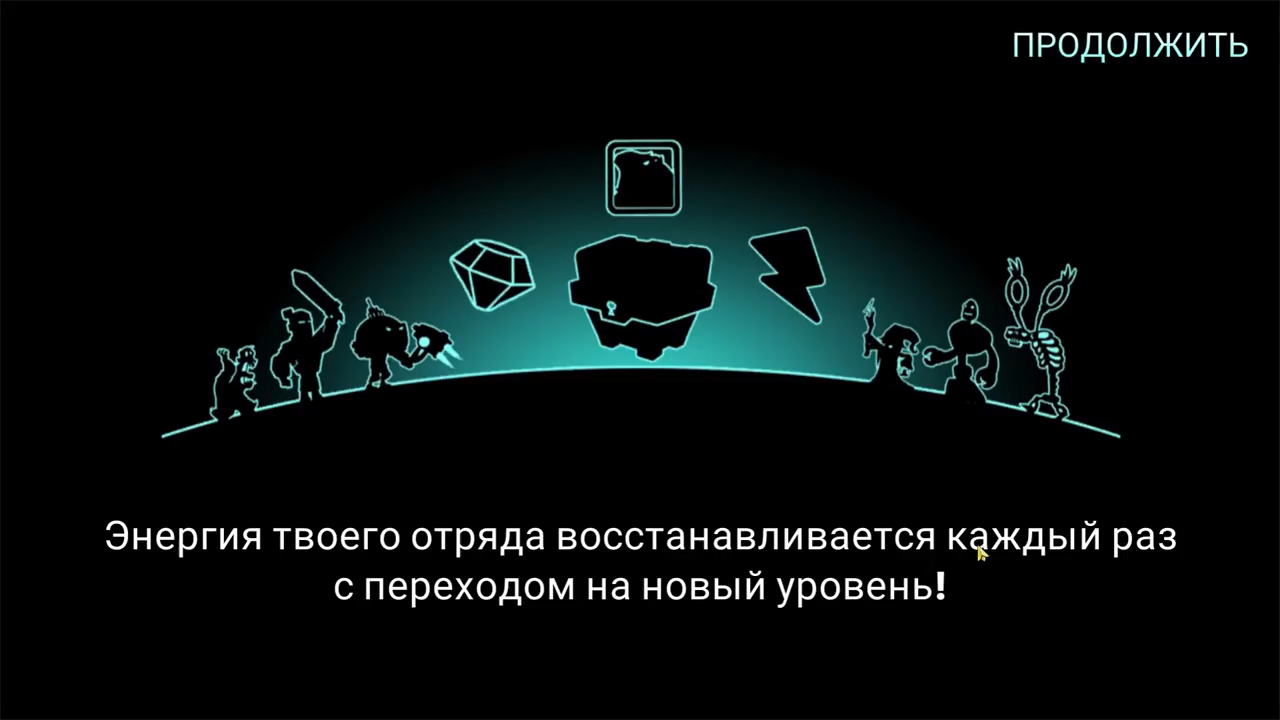 ПРОДОЛЖИТЬ
Энергия твоего отряда восстанавливается каждый раз
с переходом на новый уровень!